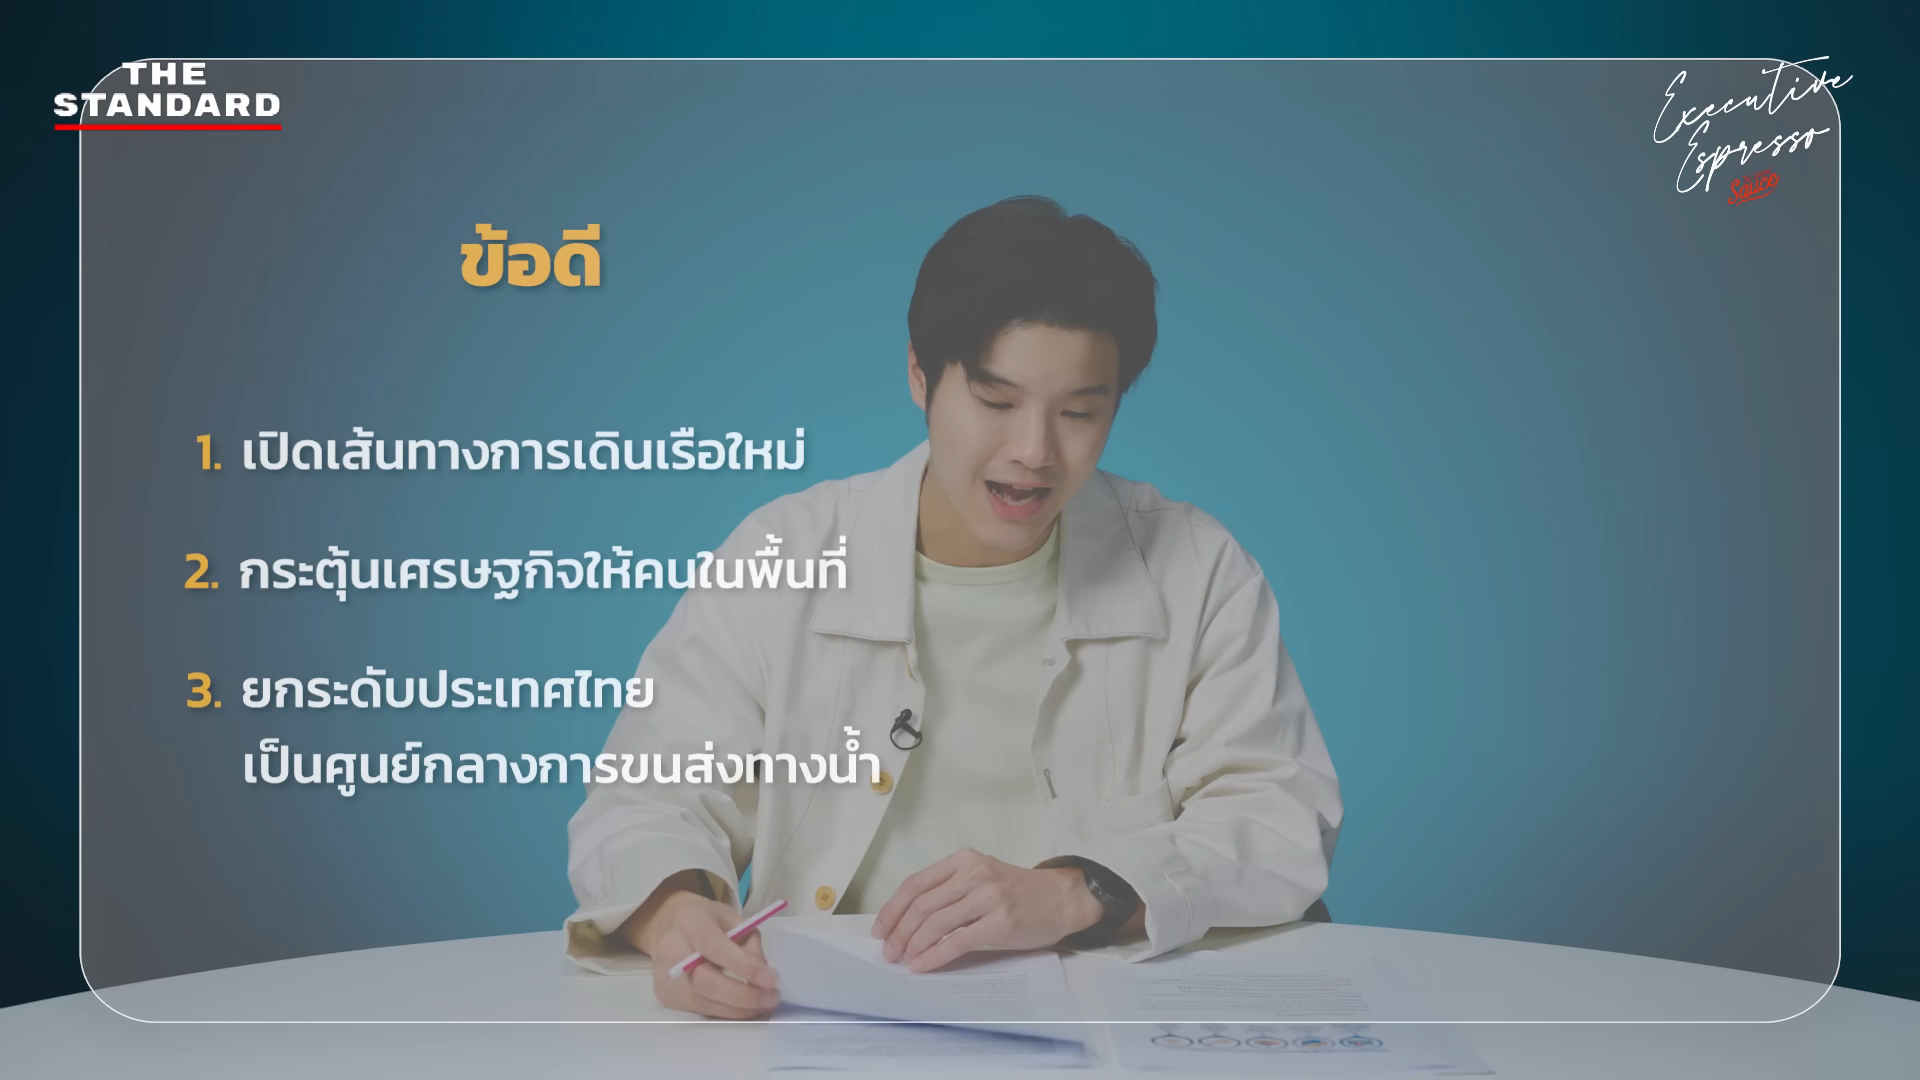 THE
STANDARD
Executive
Espresso
Sauce
ข้อดี
1. เปิดเส้นทางการเดินเรือใหม่
2. กระตุ้นเศรษฐกิจให้คนในพื้นที่
3. ยกระดับประเทศไทย
เป็นศูนย์กลางการขนส่งทางน้ำ